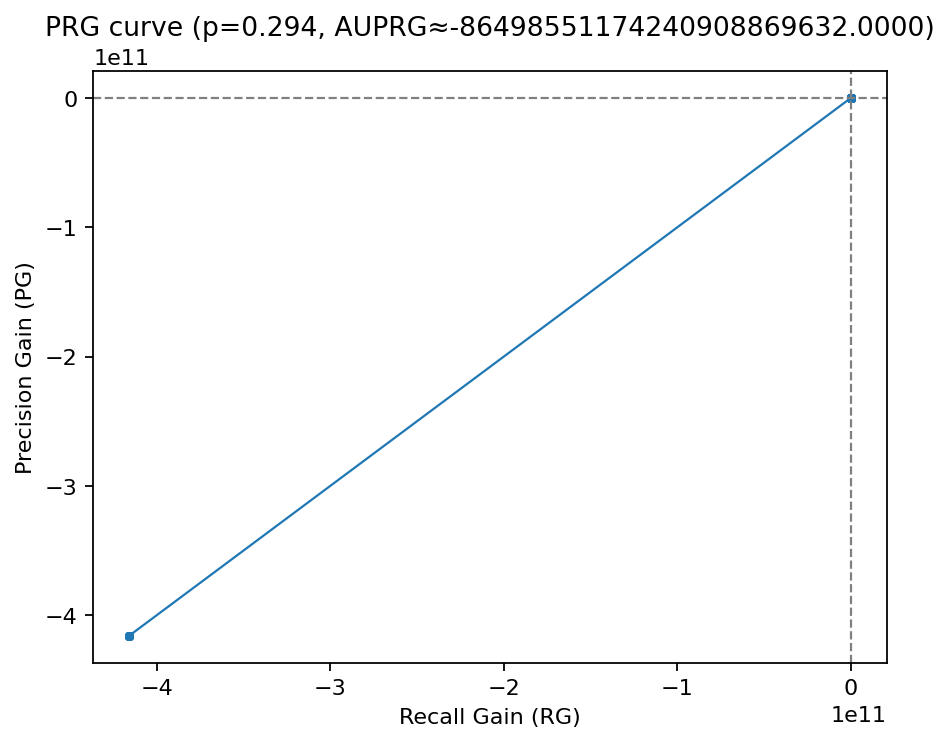 PRG curve (p=0.294, AUPRG≈-86498551174240908869632.0000)
1e11
0
−1
−2
−3
−4
Precision Gain (PG)
−4 −3 −2 −1 0
1e11
Recall Gain (RG)